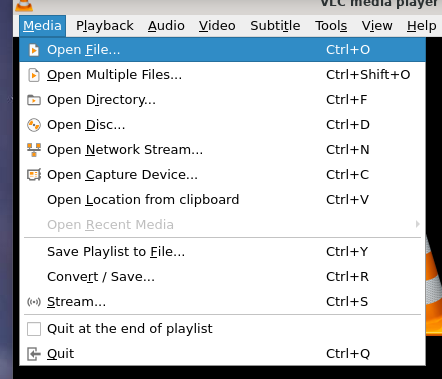 VLC media player
Media Playback Audio Video Subtitle Tools View Help
Open File... Ctrl+O
Open Multiple Files... Ctrl+Shift+O
Open Directory... Ctrl+F
Open Disc... Ctrl+D
Open Network Stream... Ctrl+N
Open Capture Device... Ctrl+C
Open Location from clipboard Ctrl+V
Open Recent Media
Save Playlist to File... Ctrl+Y
Convert / Save... Ctrl+R
Stream... Ctrl+S
Quit at the end of playlist
Quit Ctrl+Q